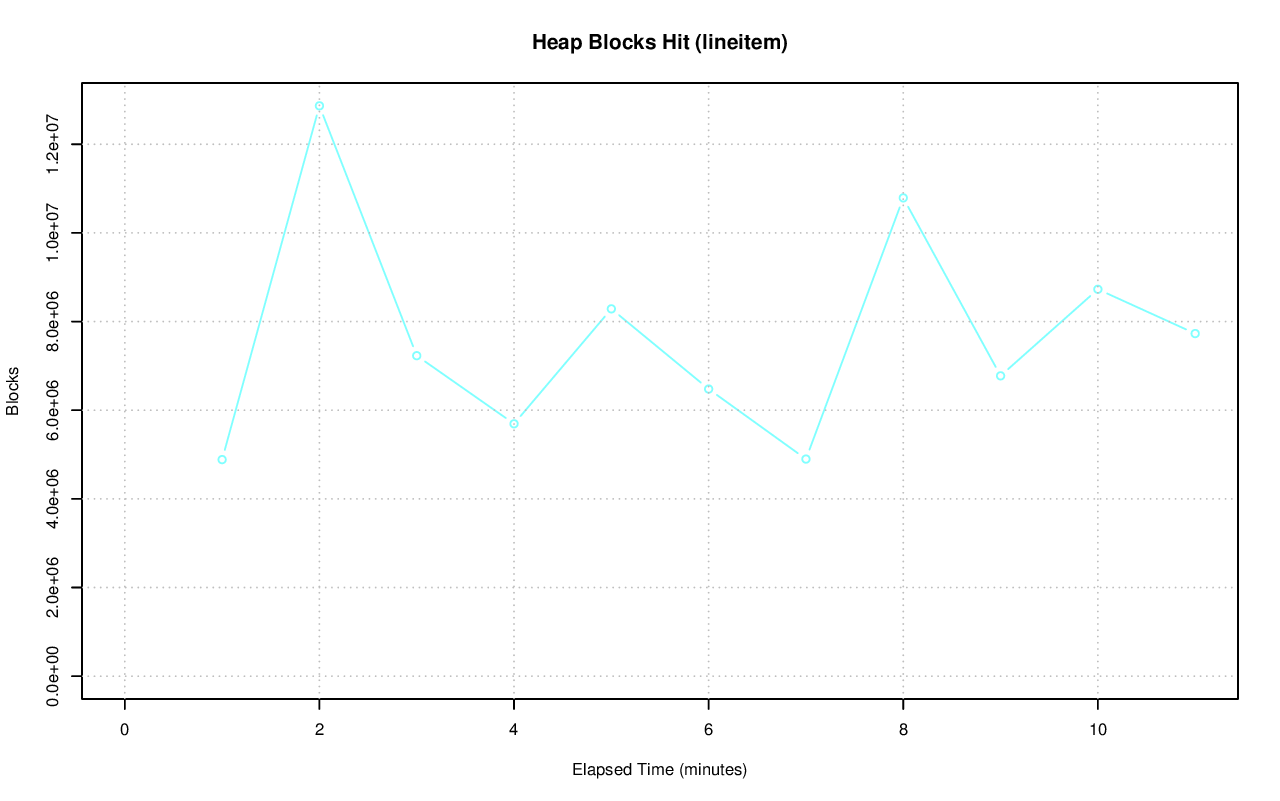 Heap Blocks Hit (lineitem)
Blocks
1.2e+07
1.0e+07
8.0e+06
6.0e+06
4.0e+06
2.0e+06
0.0e+00
0 2 4 6 8 10
Elapsed Time (minutes)